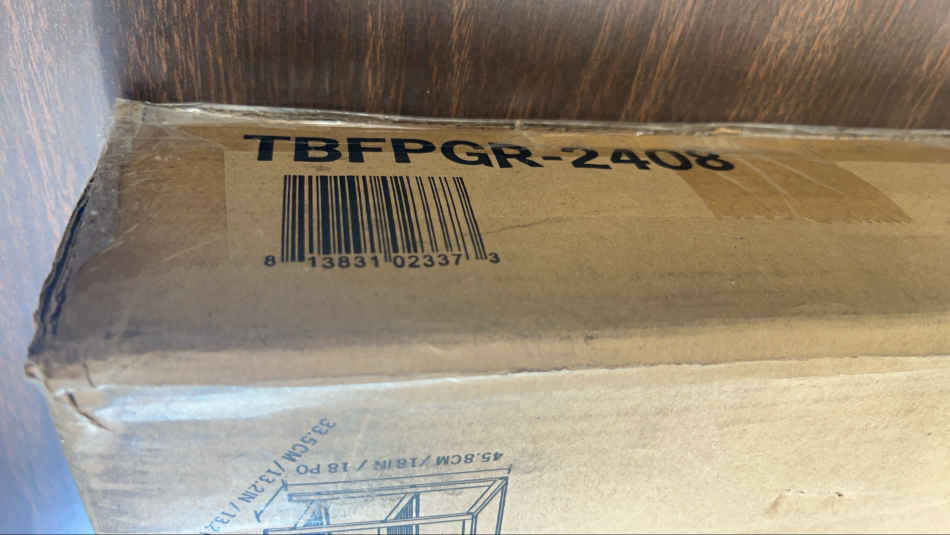 TBFPGR-2408
8 13831 02337 3
33.5CM /13.2IN / 13.2
45.8CM /18IN / 18 PO